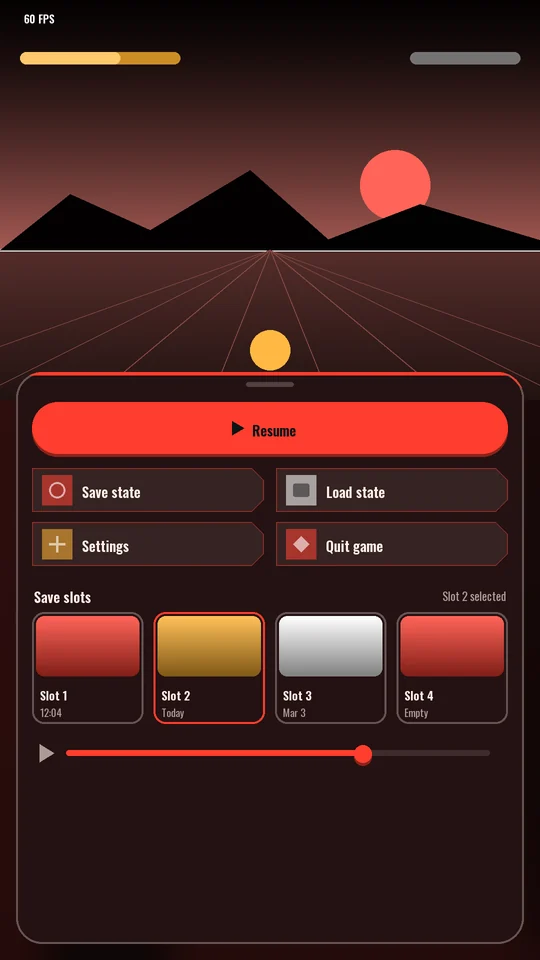 60 FPS
Resume
Save state
Load state
Settings
Quit game
Save slots
Slot 2 selected
Slot 1
12:04
Slot 2
Today
Slot 3
Mar 3
Slot 4
Empty